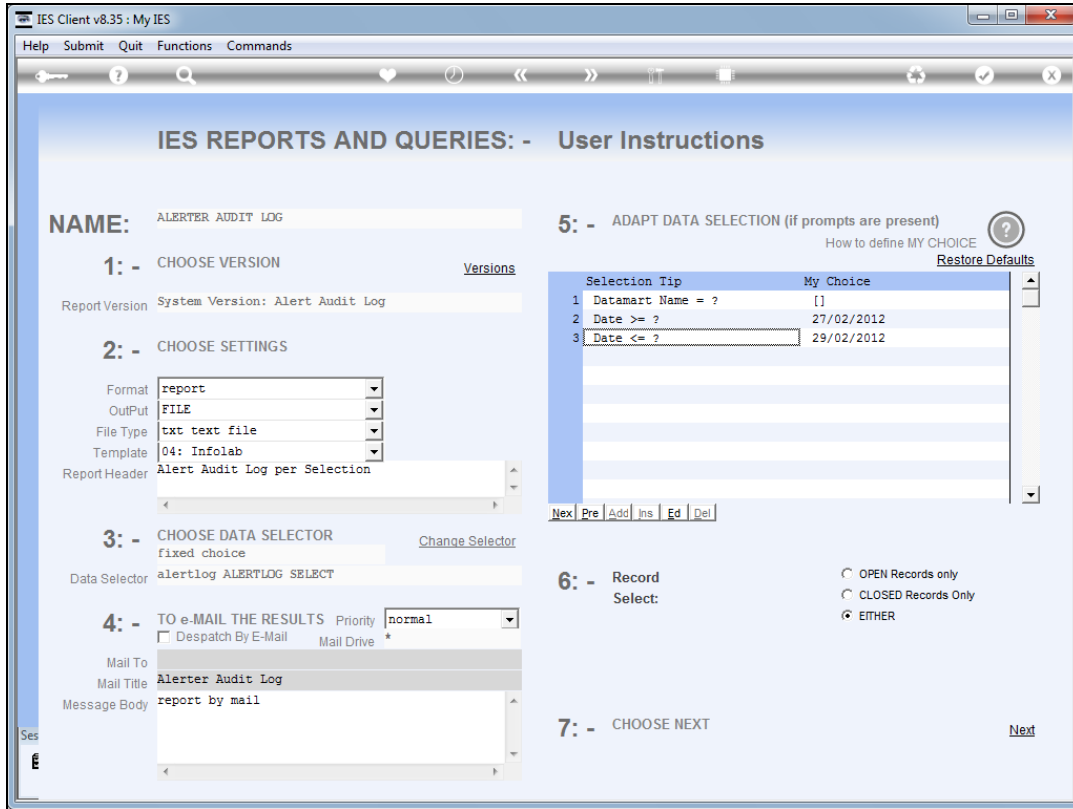 IES Client v8.35 : My IES
Help Submit Quit Functions Commands
IES REPORTS AND QUERIES: - User Instructions
NAME: ALERTER AUDIT LOG
1: - CHOOSE VERSION
Versions
Report Version System Version: Alert Audit Log
2: - CHOOSE SETTINGS
Format report
OutPut FILE
File Type txt text file
Template 04: Infolab
Report Header Alert Audit Log per Selection
3: - CHOOSE DATA SELECTOR
fixed choice
Change Selector
Data Selector alertlog ALERTLOG SELECT
4: - TO e-MAIL THE RESULTS Priority normal
Despatch By E-Mail Mail Drive *
Mail To
Mail Title Alerter Audit Log
Message Body report by mail
5: - ADAPT DATA SELECTION (if prompts are present)
How to define MY CHOICE ?
Restore Defaults
Selection Tip My Choice
1 Datamart Name = ? []
2 Date >= ? 27/02/2012
3 Date <= ? 29/02/2012
Nex Pre Add Ins Ed Del
6: - Record
Select:
OPEN Records only
CLOSED Records Only
EITHER
7: - CHOOSE NEXT
Next
Ses